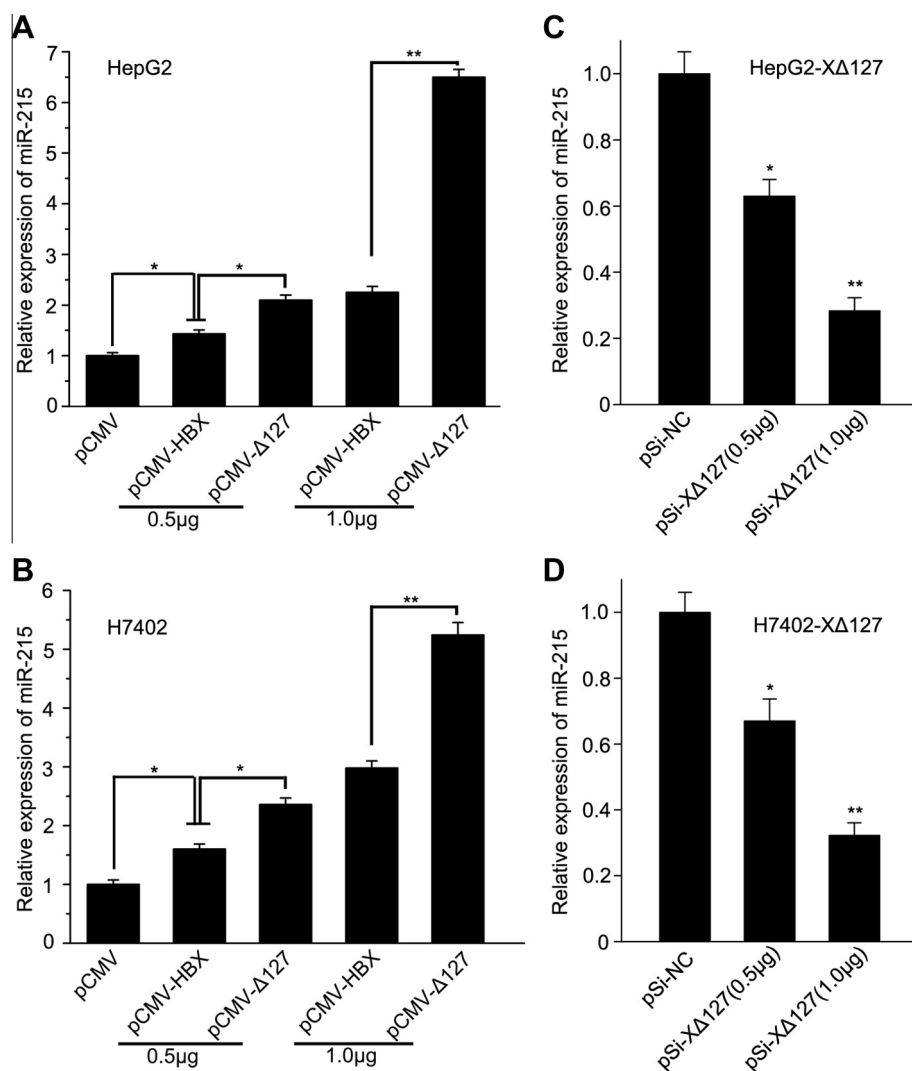 A
HepG2
Relative expression of miR-215
7
6
5
4
3
2
1
0
*
*
**
pCMV
pCMV-HBX
pCMV-Δ127
pCMV-HBX
pCMV-Δ127
0.5μg
1.0μg
C
HepG2-XΔ127
Relative expression of miR-215
1.0
0.8
0.6
0.4
0.2
0
*
**
pSi-NC
pSi-XΔ127(0.5μg)
pSi-XΔ127(1.0μg)
B
H7402
Relative expression of miR-215
6
5
4
3
2
1
0
*
*
**
pCMV
pCMV-HBX
pCMV-Δ127
pCMV-HBX
pCMV-Δ127
0.5μg
1.0μg
D
H7402-XΔ127
Relative expression of miR-215
1.0
0.8
0.6
0.4
0.2
0
*
**
pSi-NC
pSi-XΔ127(0.5μg)
pSi-XΔ127(1.0μg)